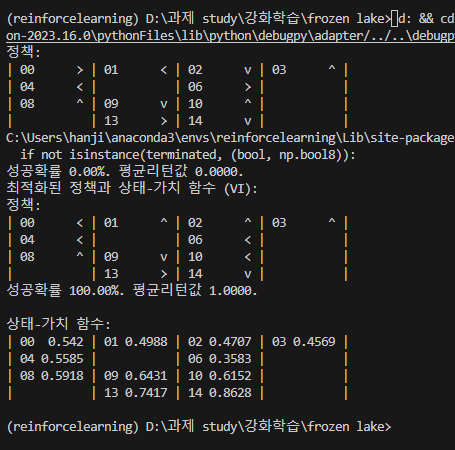 (reinforcelearning) D:\과제 study\강화학습\frozen lake>d: && cd
on-2023.16.0\pythonFiles\lib\python\debugpy\adapter/../..\debugpy
정책:
| 00 > | 01 < | 02 v | 03 ^ |
| 04 < | | 06 > | |
| 08 ^ | 09 v | 10 ^ | |
| | 13 > | 14 v |
C:\Users\hanji\anaconda3\envs\reinforcelearning\Lib\site-package
if not isinstance(terminated, (bool, np.bool8)):
성공확률 0.00%. 평균리턴값 0.0000.
최적화된 정책과 상태-가치 함수 (VI):
정책:
| 00 < | 01 ^ | 02 ^ | 03 ^ |
| 04 < | | 06 < | |
| 08 ^ | 09 v | 10 < | |
| | 13 > | 14 v |
성공확률 100.00%. 평균리턴값 1.0000.
상태-가치 함수:
| 00 0.542 | 01 0.4988 | 02 0.4707 | 03 0.4569 |
| 04 0.5585 | | 06 0.3583 | |
| 08 0.5918 | 09 0.6431 | 10 0.6152 | |
| | 13 0.7417 | 14 0.8628 | |
(reinforcelearning) D:\과제 study\강화학습\frozen lake>